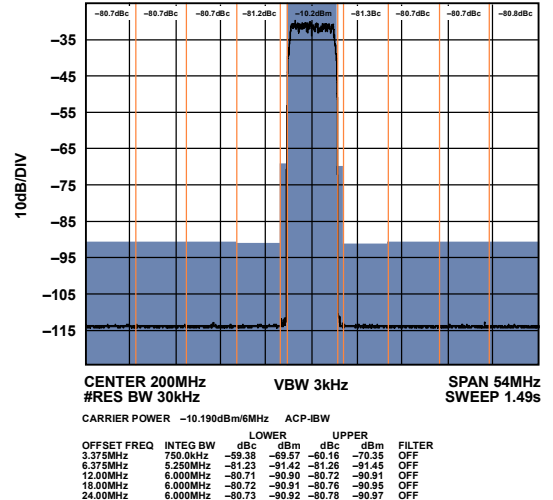 −80.7dBc −80.7dBc −80.7dBc −81.2dBc −10.2dBm −81.3Bc −80.7dBc −80.7dBc −80.8dBc
−35
−45
−55
−65
−75
−85
−95
−105
−115
10dB/DIV
CENTER 200MHz VBW 3kHz SPAN 54MHz
#RES BW 30kHz SWEEP 1.49s
CARRIER POWER −10.190dBm/6MHz ACP-IBW
LOWER UPPER
OFFSET FREQ INTEG BW dBc dBm dBc dBm FILTER
3.375MHz 750.0kHz −59.38 −69.57 −60.16 −70.35 OFF
6.375MHz 5.250MHz −81.23 −91.42 −81.26 −91.45 OFF
12.00MHz 6.000MHz −80.71 −90.90 −80.72 −90.91 OFF
18.00MHz 6.000MHz −80.72 −90.91 −80.76 −90.95 OFF
24.00MHz 6.000MHz −80.73 −90.92 −80.78 −90.97 OFF